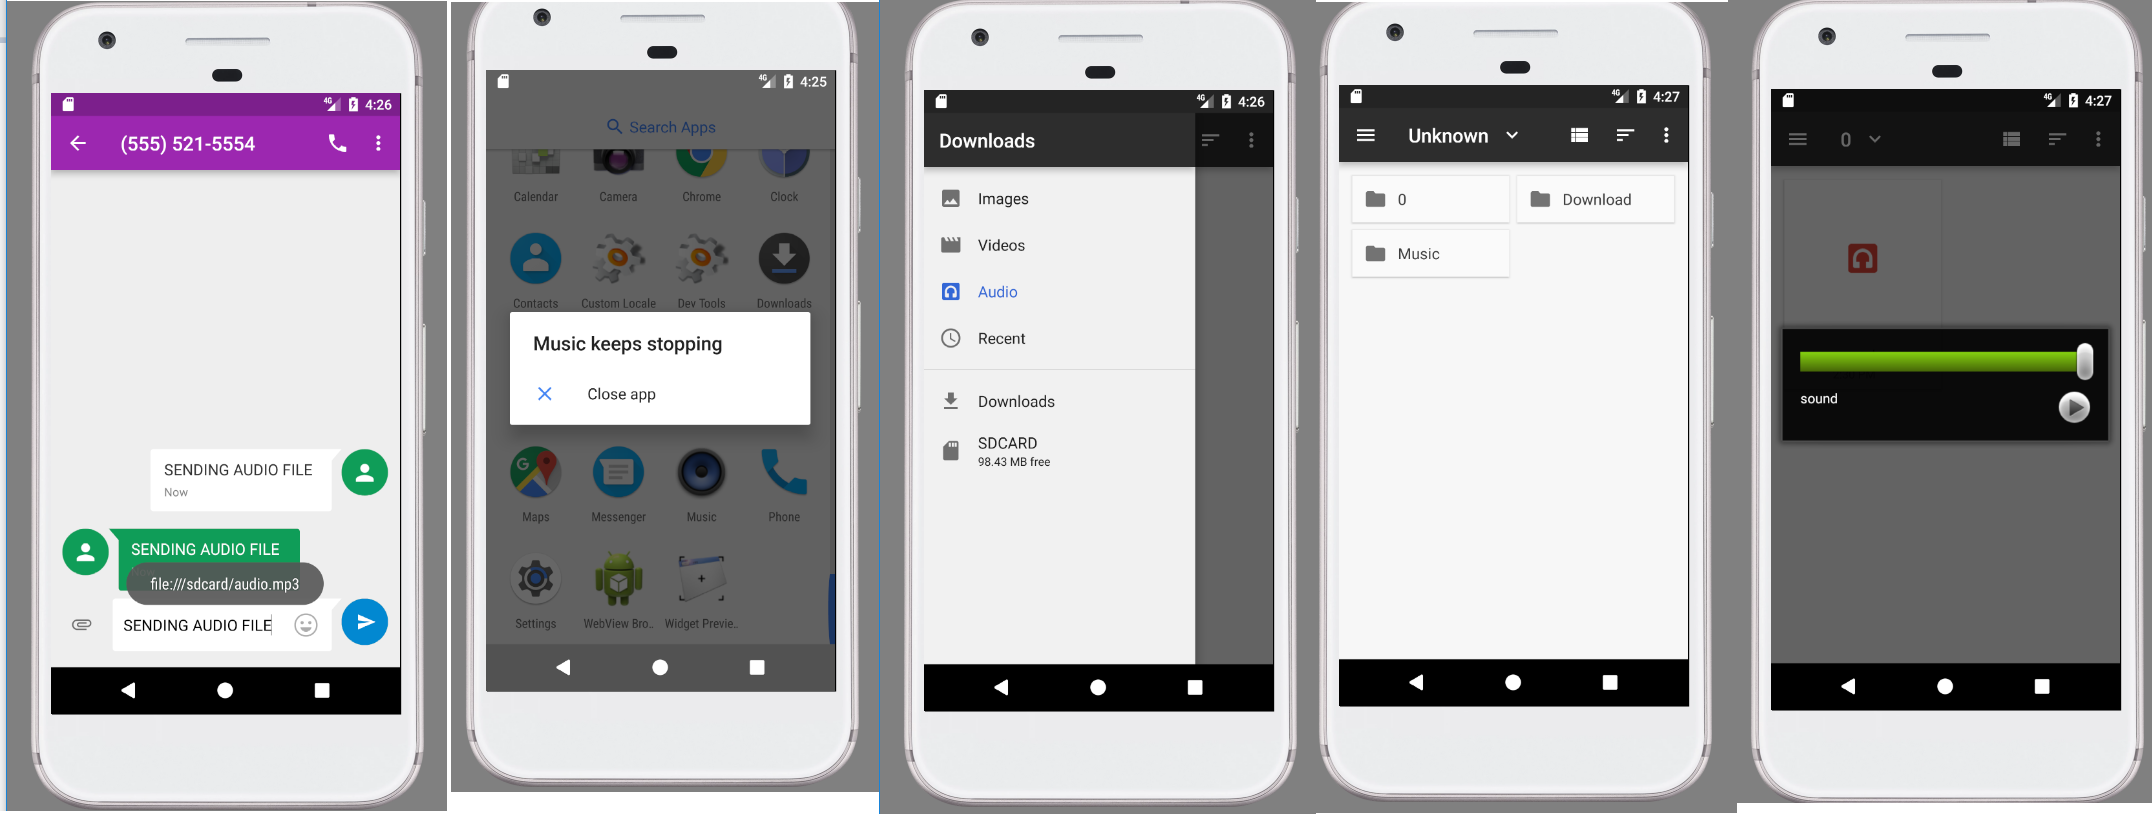 4G 4:26
(555) 521-5554
SENDING AUDIO FILE
Now
SENDING AUDIO FILE
file:///sdcard/audio.mp3
SENDING AUDIO FILE
4G 4:25
Search Apps
Calendar Camera Chrome Clock
Contacts Custom Locale Dev Tools Downloads
Music keeps stopping
Close app
Maps Messenger Music Phone
Settings WebView Bro.. Widget Previe..
4G 4:26
Downloads
Images
Videos
Audio
Recent
Downloads
SDCARD
98.43 MB free
4G 4:27
Unknown
0 Download
Music
4G 4:27
0
sound